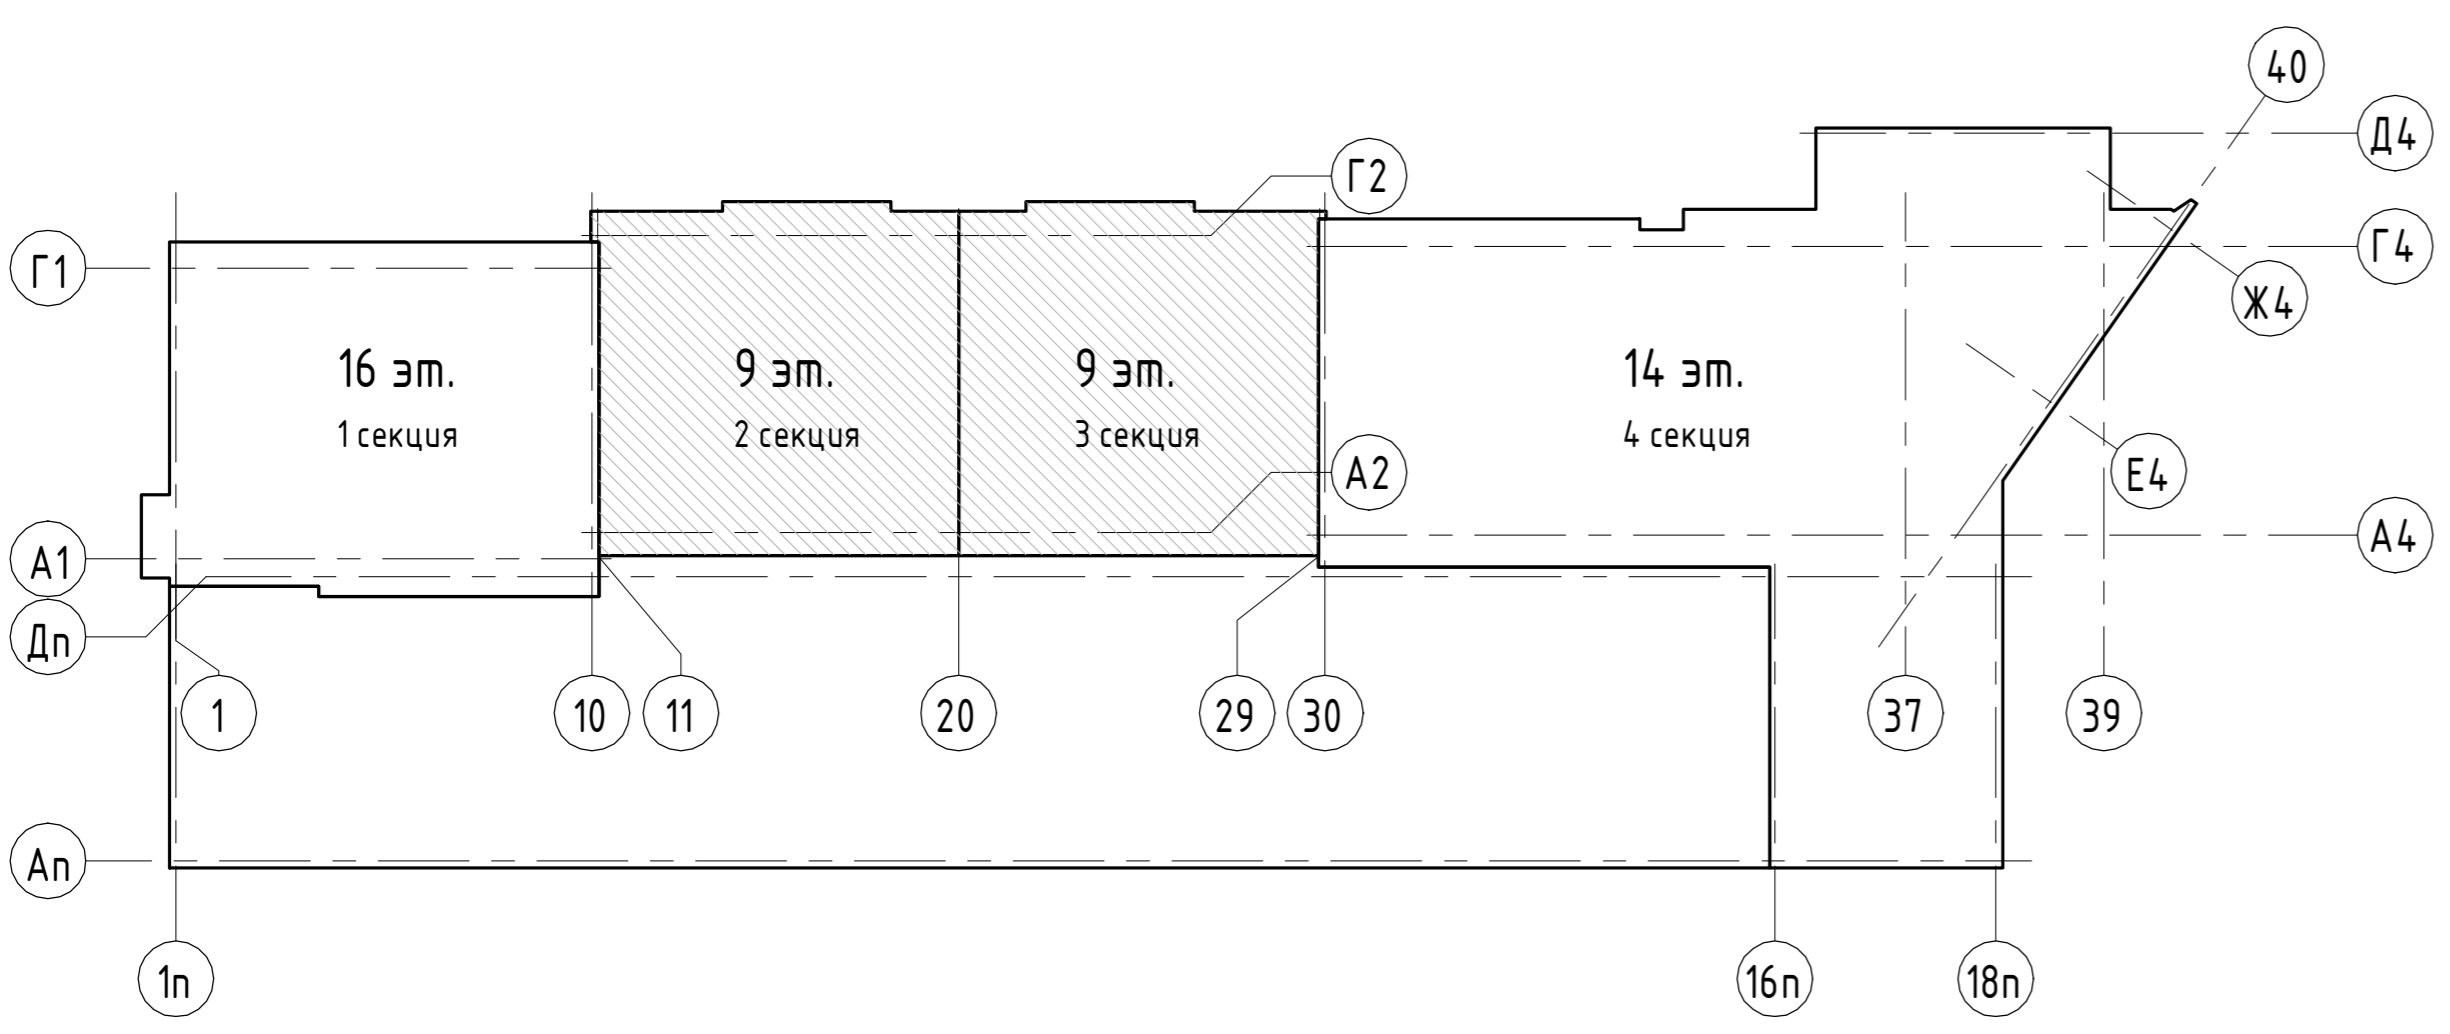 40
Д4
Г2
Г1
Г4
Ж4
16 эт.
9 эт.
9 эт.
14 эт.
1 секция
2 секция
3 секция
4 секция
А2
Е4
А1
А4
Дп
1
10
11
20
29
30
37
39
Ап
1п
16п
18п